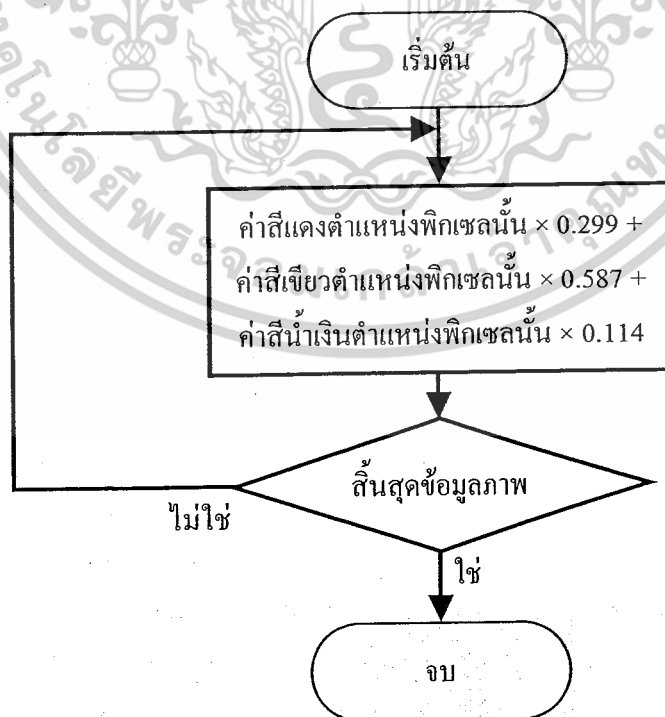 เริ่มต้น
ค่าสีแดงตำแหน่งพิกเซลนั้น × 0.299 +
ค่าสีเขียวตำแหน่งพิกเซลนั้น × 0.587 +
ค่าสีน้ำเงินตำแหน่งพิกเซลนั้น × 0.114
สิ้นสุดข้อมูลภาพ
ไม่ใช่
ใช่
จบ